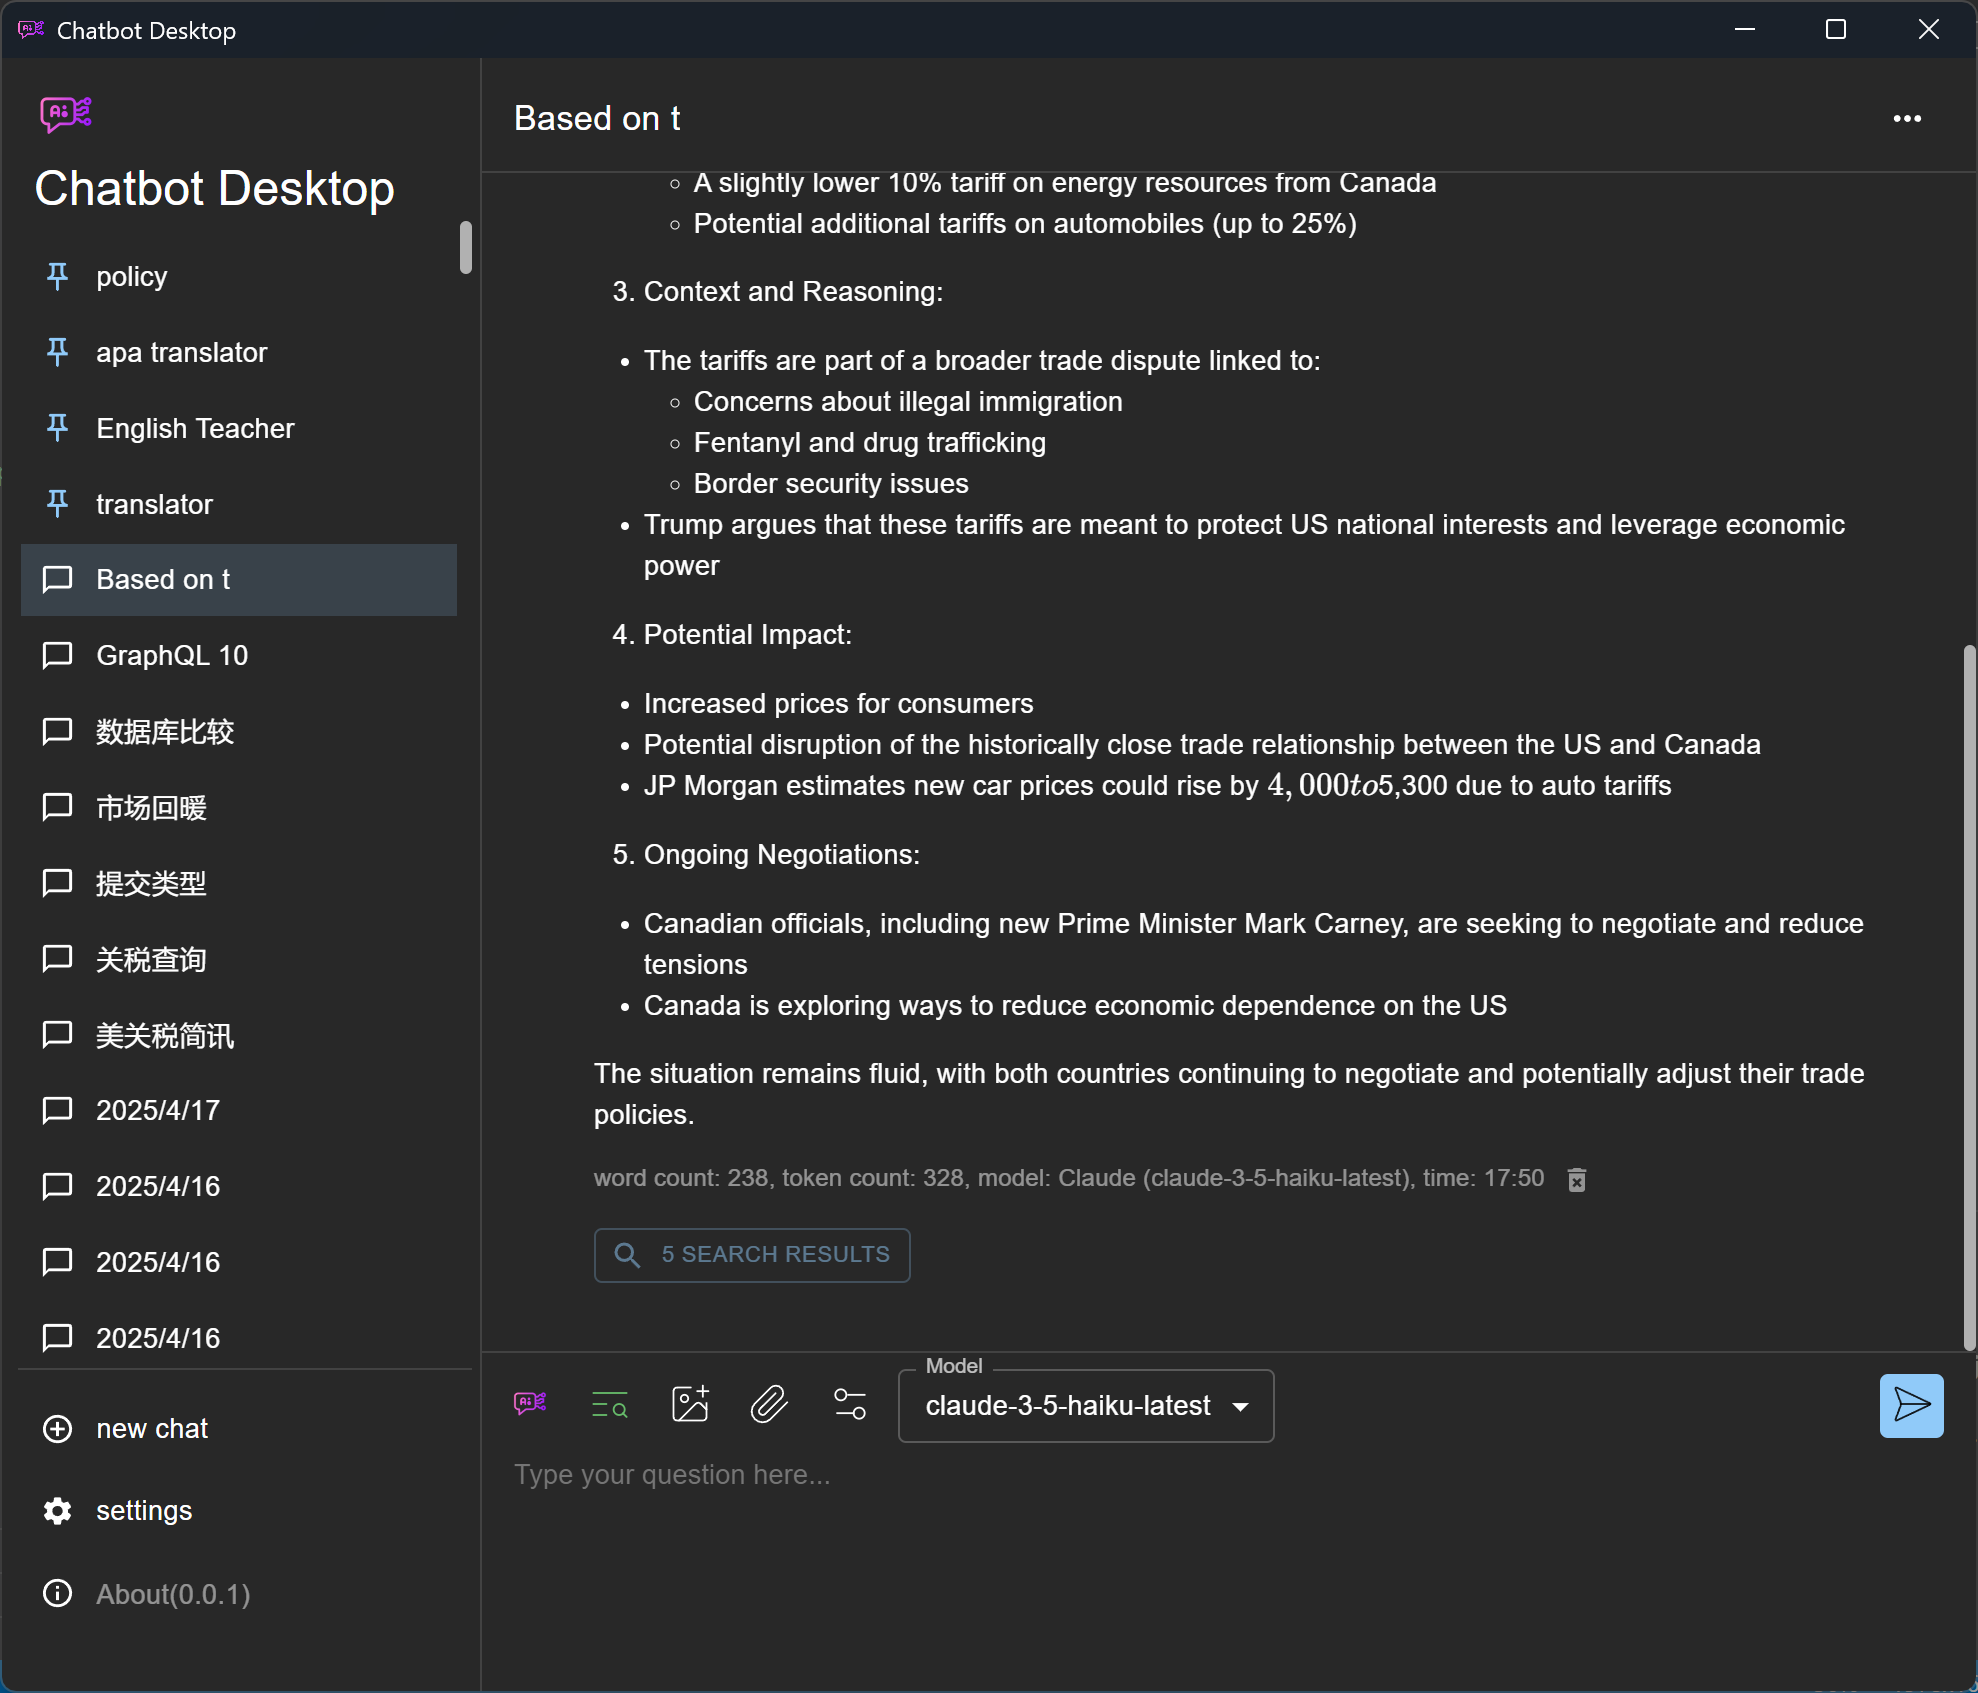 Chatbot Desktop
Chatbot Desktop
policy
apa translator
English Teacher
translator
Based on t
GraphQL 10
数据库比较
市场回暖
提交类型
关税查询
美关税简讯
2025/4/17
2025/4/16
2025/4/16
2025/4/16
new chat
settings
About(0.0.1)
Based on t
A slightly lower 10% tariff on energy resources from Canada
Potential additional tariffs on automobiles (up to 25%)
3. Context and Reasoning:
The tariffs are part of a broader trade dispute linked to:
Concerns about illegal immigration
Fentanyl and drug trafficking
Border security issues
Trump argues that these tariffs are meant to protect US national interests and leverage economic
power
4. Potential Impact:
Increased prices for consumers
Potential disruption of the historically close trade relationship between the US and Canada
JP Morgan estimates new car prices could rise by 4,000to5,300 due to auto tariffs
5. Ongoing Negotiations:
Canadian officials, including new Prime Minister Mark Carney, are seeking to negotiate and reduce
tensions
Canada is exploring ways to reduce economic dependence on the US
The situation remains fluid, with both countries continuing to negotiate and potentially adjust their trade
policies.
word count: 238, token count: 328, model: Claude (claude-3-5-haiku-latest), time: 17:50
5 SEARCH RESULTS
Model
claude-3-5-haiku-latest
Type your question here...